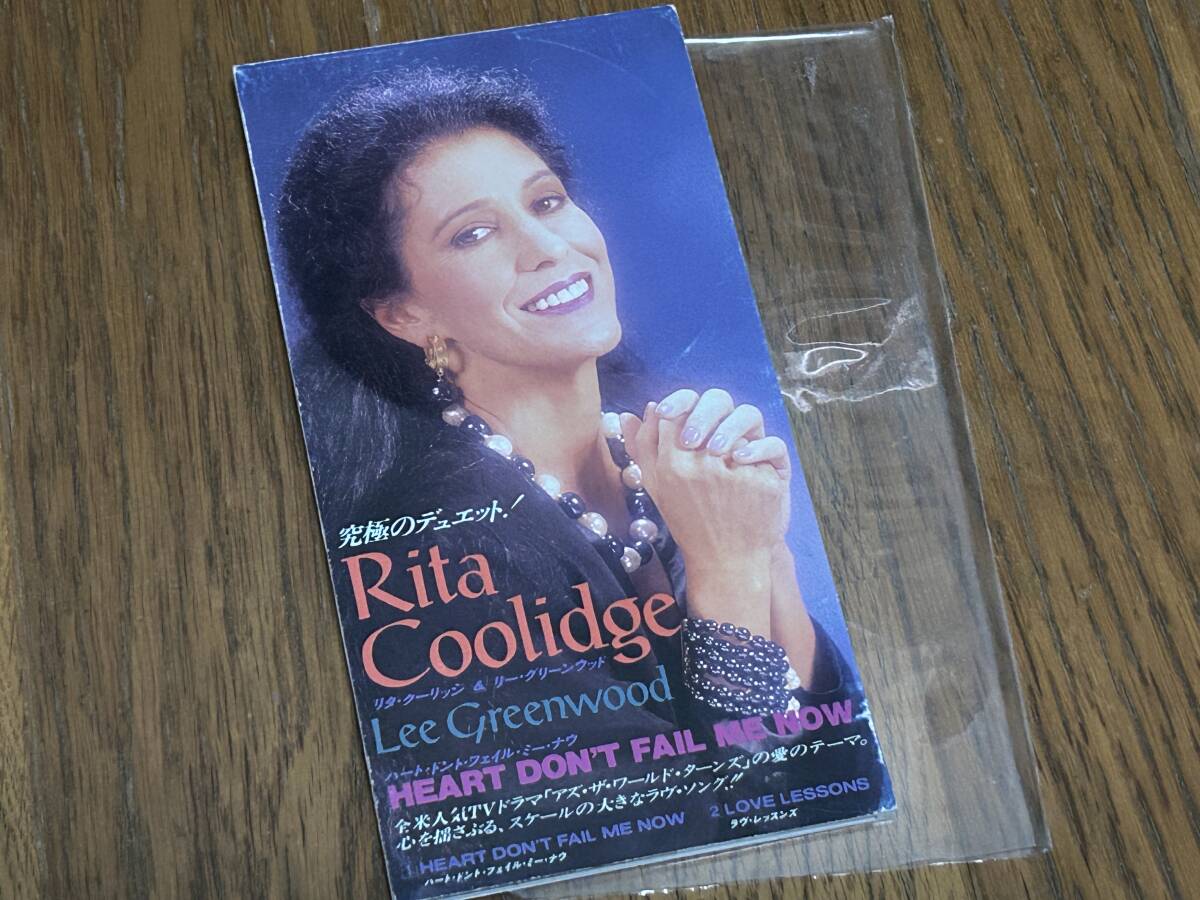 究極のデュエット!
Rita
Coolidge
リタ・クーリッジ & リー・グリーンウッド
Lee Greenwood
ハート・ドント・フェイル・ミー・ナウ
HEART DON'T FAIL ME NOW
全米人気TVドラマ「アズ・ザ・ワールド・ターンズ」の愛のテーマ。
心を揺さぶる、スケールの大きなラヴ・ソング!!
1 HEART DON'T FAIL ME NOW
ハート・ドント・フェイル・ミー・ナウ
2 LOVE LESSONS
ラヴ・レッスンズ